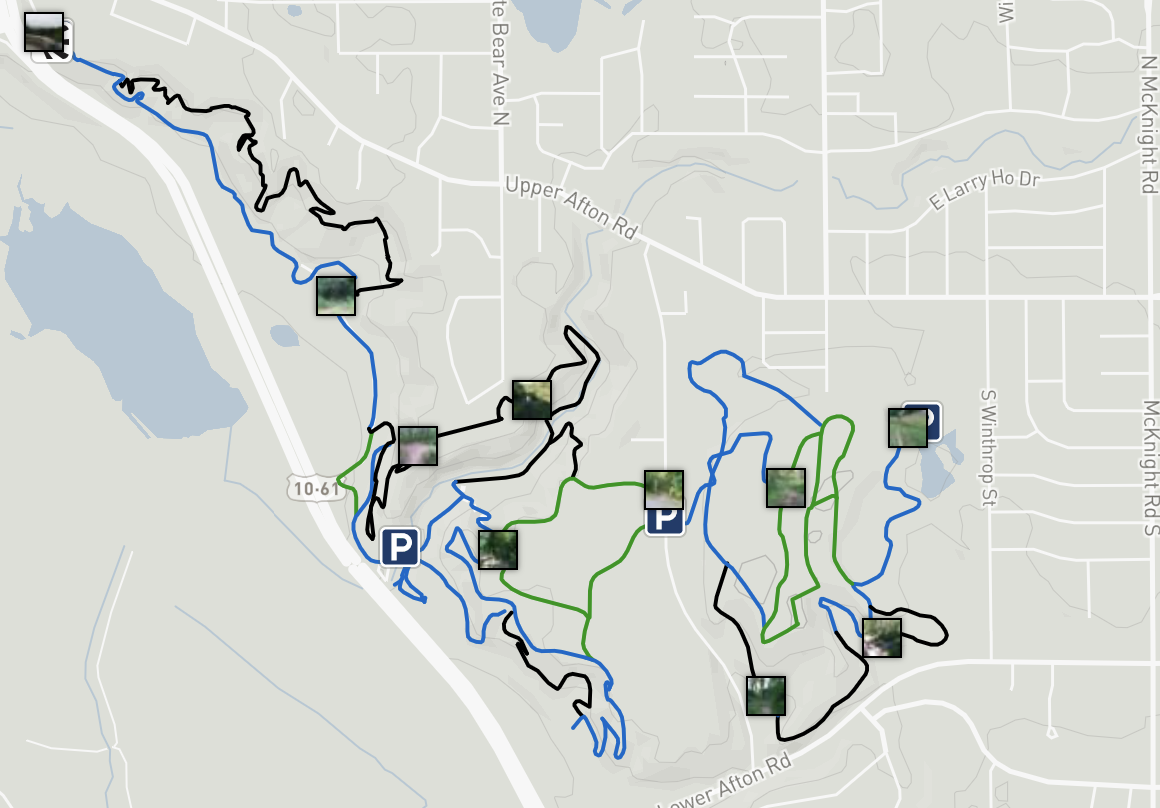 te Bear Ave N
Wi
N McKnight Rd
Upper Afton Rd
E Larry Ho Dr
S Winthrop St
McKnight Rd S
10·61
P
P
Lower Afton Rd